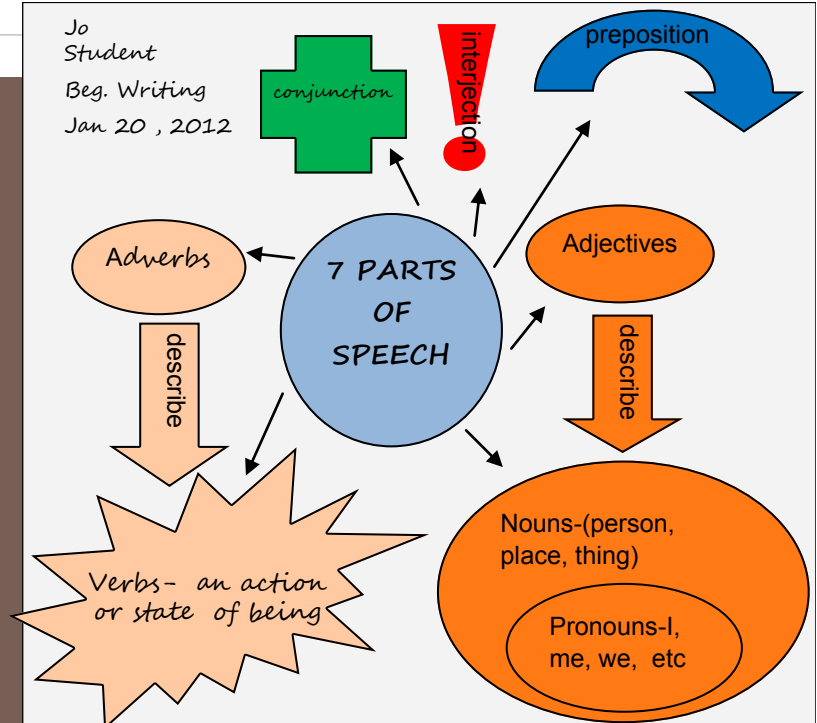 Jo
Student
Beg. Writing
Jan 20 , 2012
conjunction
interjection
preposition
Adverbs
7 PARTS
OF
SPEECH
Adjectives
describe
describe
Verbs- an action
or state of being
Nouns-(person,
place, thing)
Pronouns-I,
me, we, etc